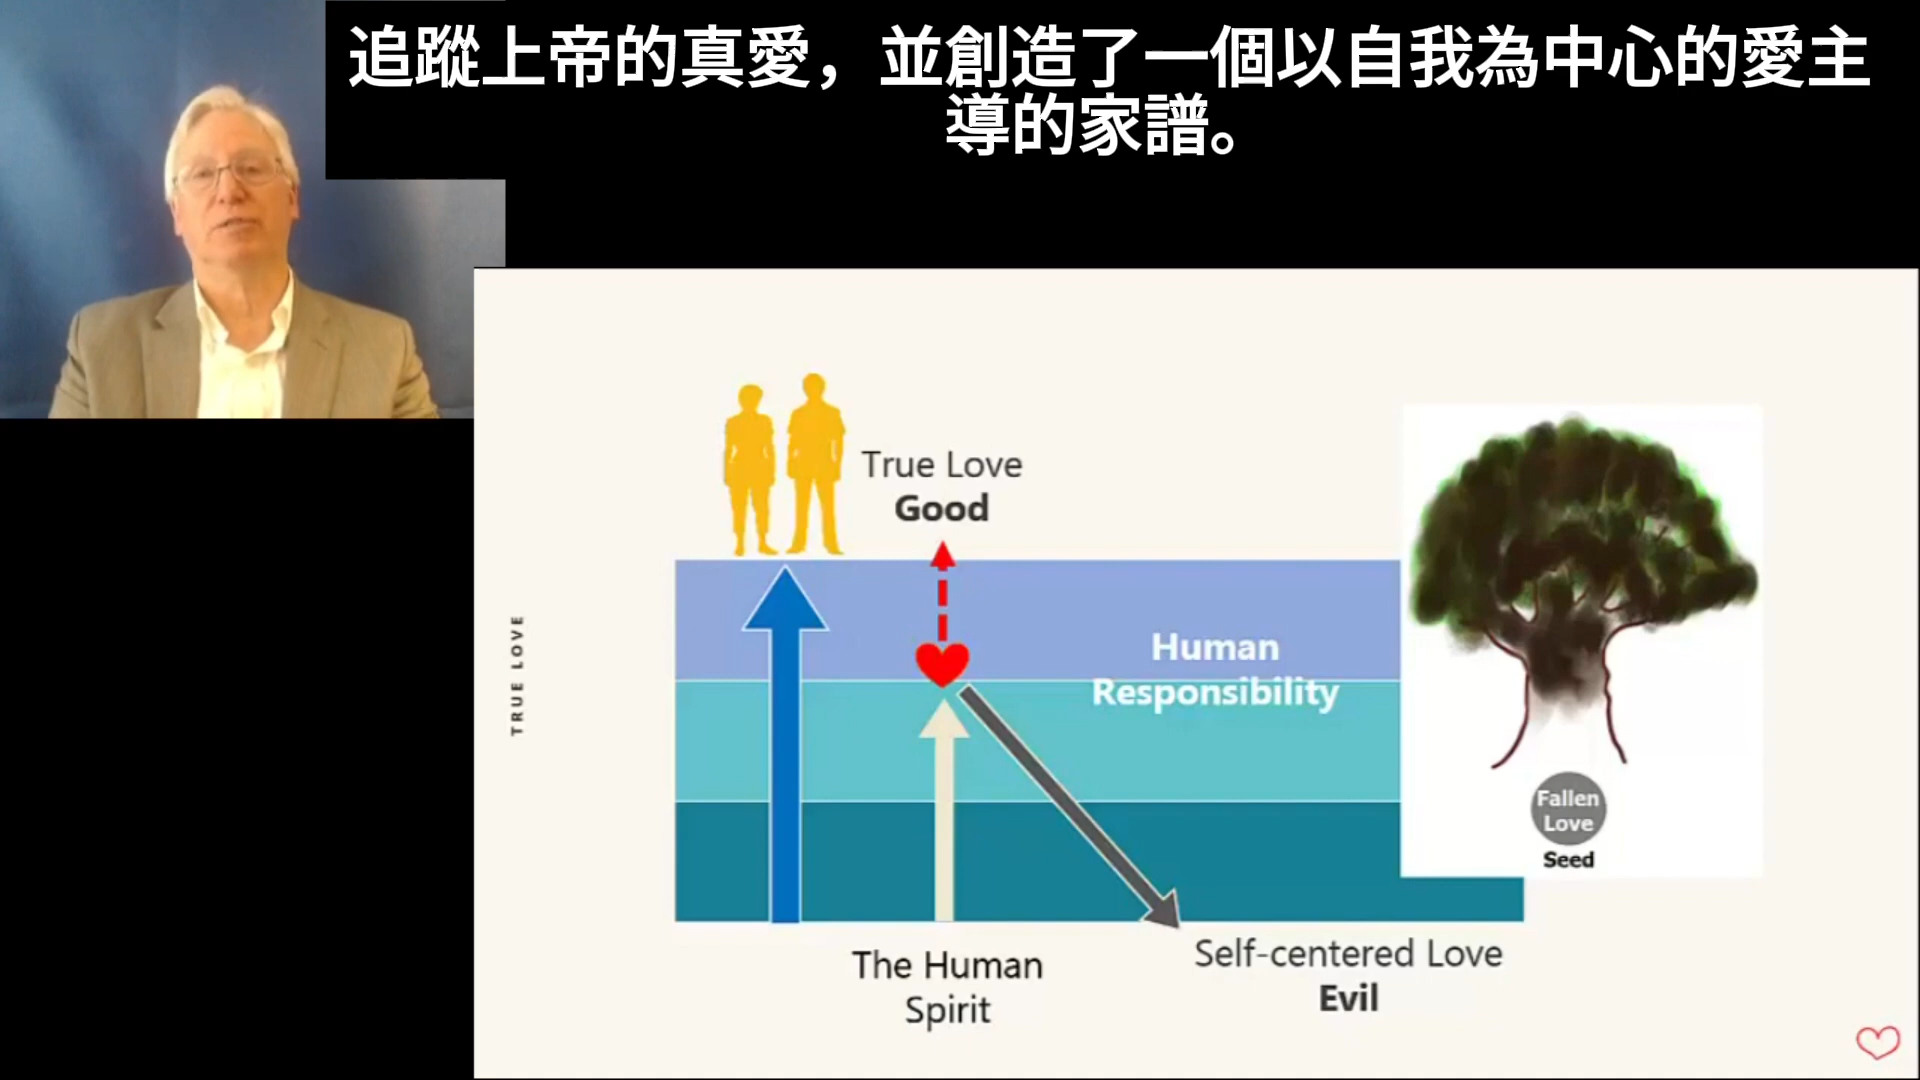 追蹤上帝的真愛，並創造了一個以自我為中心的愛主
導的家譜。
True Love
Good
Human
Responsibility
TRUE LOVE
Fallen
Love
Seed
The Human
Spirit
Self-centered Love
Evil